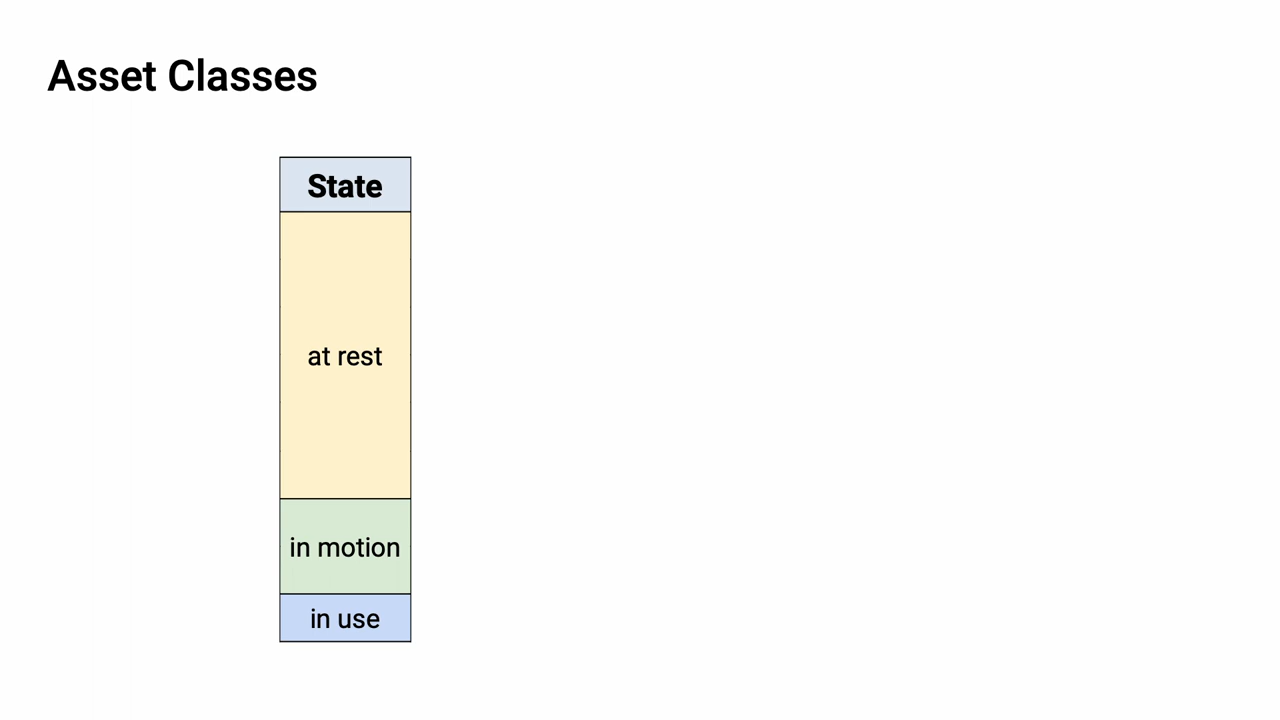 Asset Classes
State
at rest
in motion
in use